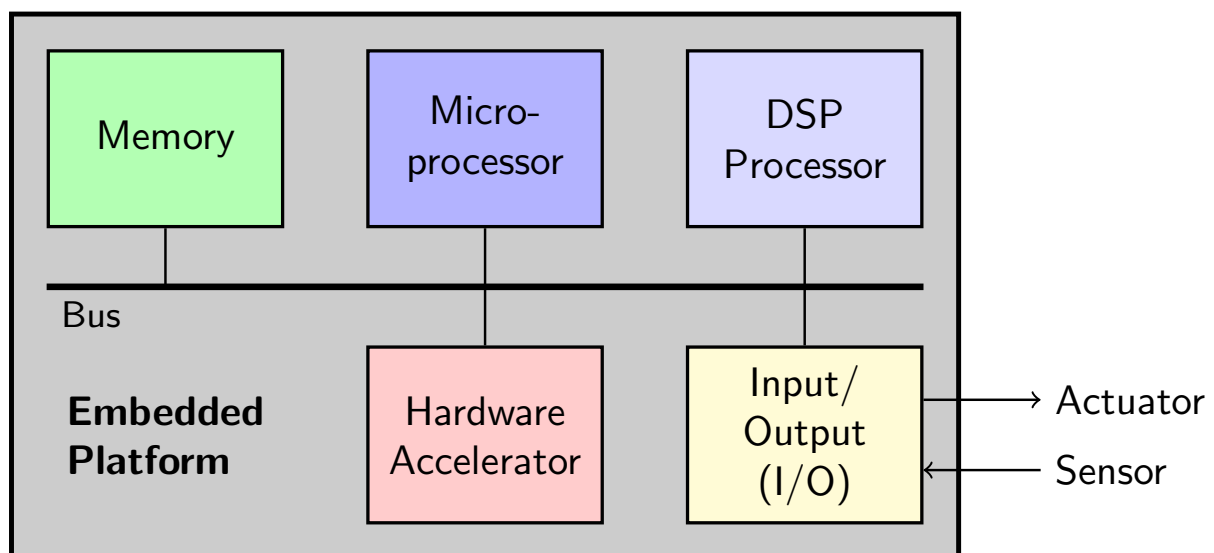 Memory
Micro-
processor
DSP
Processor
Bus
Embedded
Platform
Hardware
Accelerator
Input/
Output
(I/O)
Actuator
Sensor